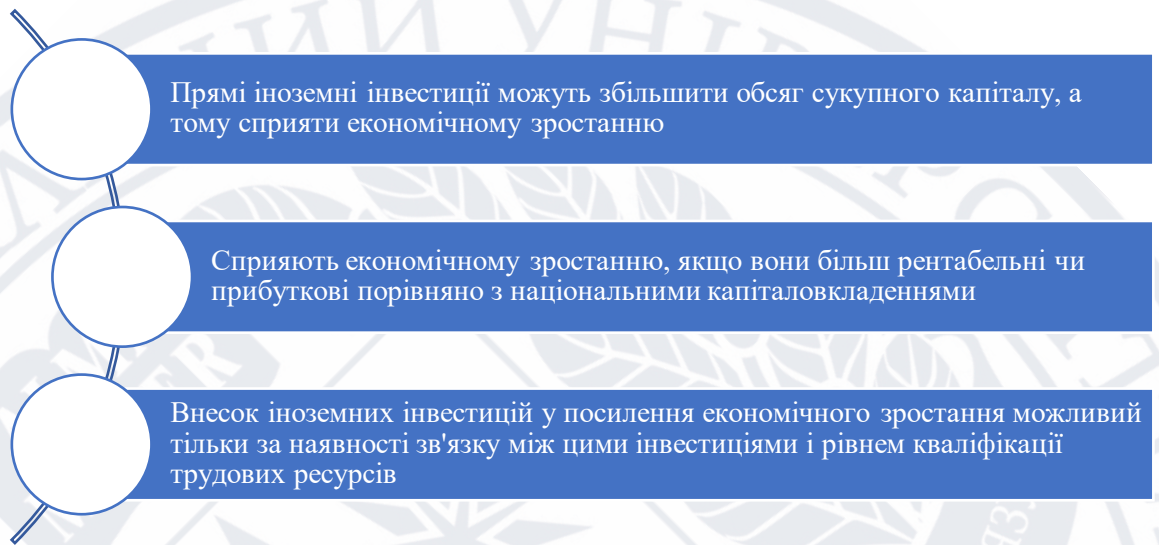 Прямі іноземні інвестиції можуть збільшити обсяг сукупного капіталу, а
тому сприяти економічному зростанню
Сприяють економічному зростанню, якщо вони більш рентабельні чи
прибуткові порівняно з національними капіталовкладеннями
Внесок іноземних інвестицій у посилення економічного зростання можливий
тільки за наявності зв'язку між цими інвестиціями і рівнем кваліфікації
трудових ресурсів